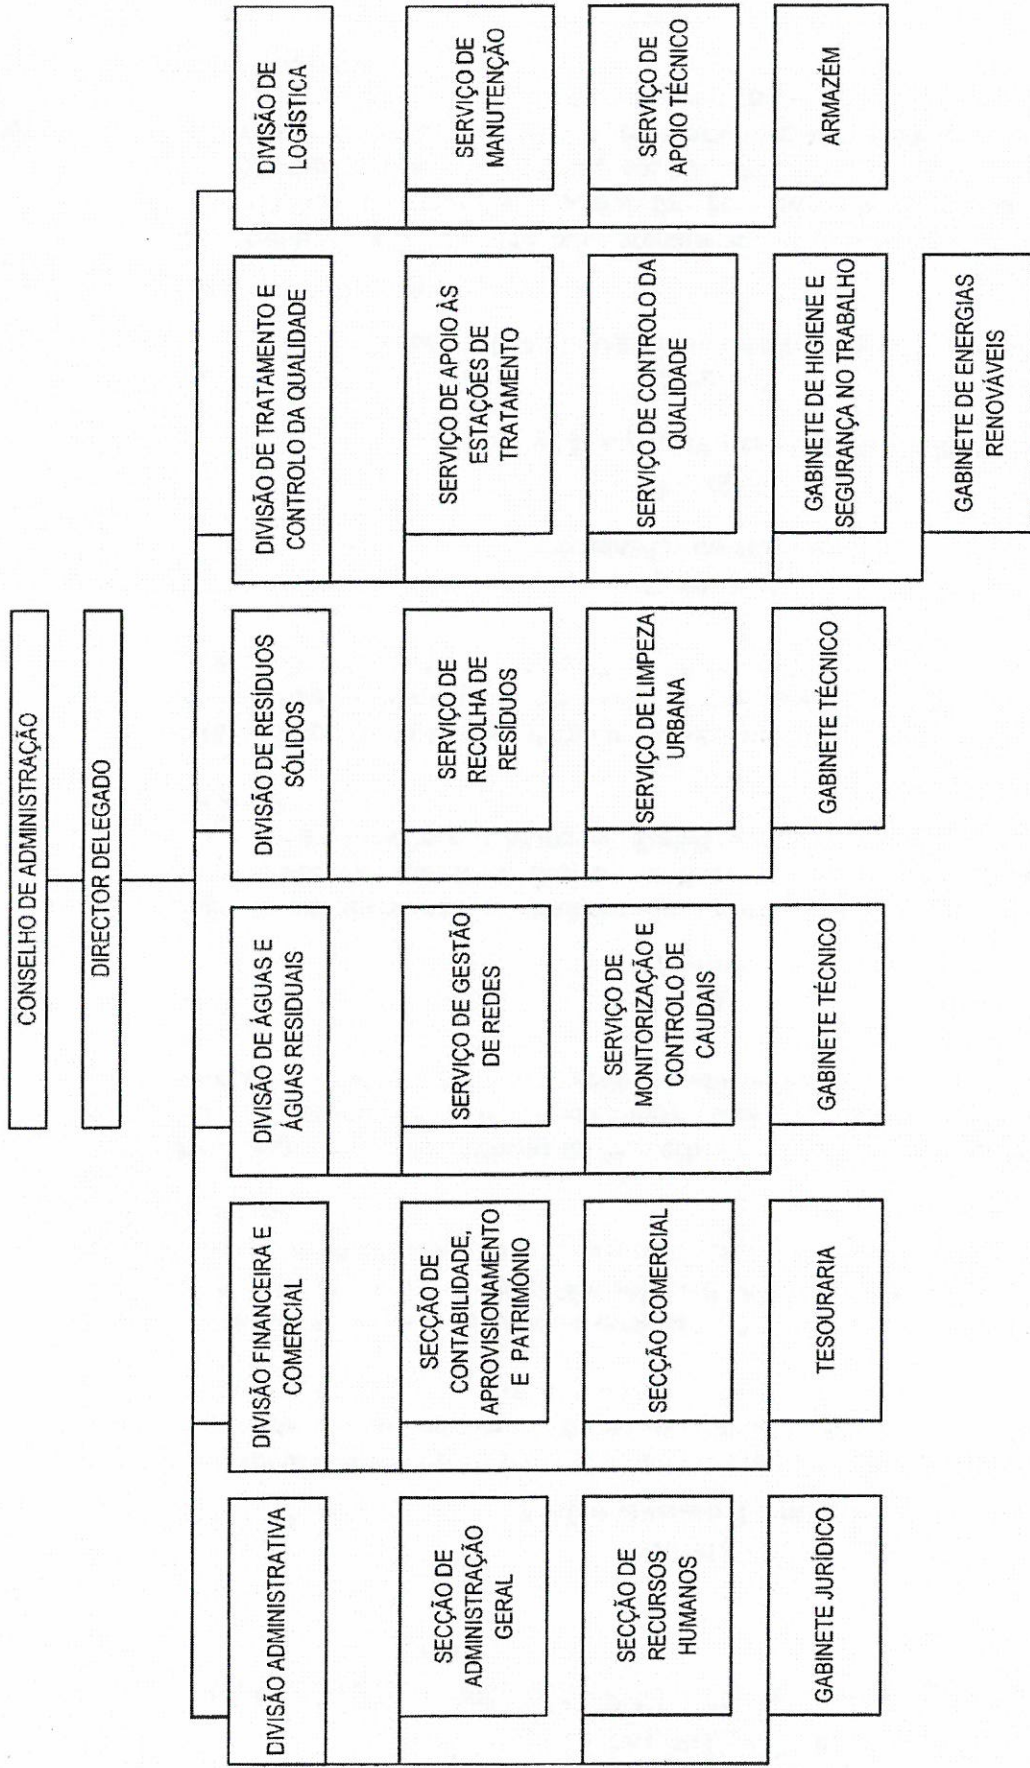 CONSELHO DE ADMINISTRAÇÃO
DIRECTOR DELEGADO
DIVISÃO ADMINISTRATIVA
SECÇÃO DE
ADMINISTRAÇÃO
GERAL
SECÇÃO DE
RECURSOS
HUMANOS
GABINETE JURÍDICO
DIVISÃO FINANCEIRA E
COMERCIAL
SECÇÃO DE
CONTABILIDADE,
APROVISIONAMENTO
E PATRIMÓNIO
SECÇÃO COMERCIAL
TESOURARIA
DIVISÃO DE ÁGUAS E
ÁGUAS RESIDUAIS
SERVIÇO DE GESTÃO
DE REDES
SERVIÇO DE
MONITORIZAÇÃO E
CONTROLO DE
CAUDAIS
GABINETE TÉCNICO
DIVISÃO DE RESÍDUOS
SÓLIDOS
SERVIÇO DE
RECOLHA DE
RESÍDUOS
SERVIÇO DE LIMPEZA
URBANA
GABINETE TÉCNICO
DIVISÃO DE TRATAMENTO E
CONTROLO DA QUALIDADE
SERVIÇO DE APOIO ÀS
ESTAÇÕES DE
TRATAMENTO
SERVIÇO DE CONTROLO DA
QUALIDADE
GABINETE DE HIGIENE E
SEGURANÇA NO TRABALHO
GABINETE DE ENERGIAS
RENOVÁVEIS
DIVISÃO DE
LOGÍSTICA
SERVIÇO DE
MANUTENÇÃO
SERVIÇO DE
APOIO TÉCNICO
ARMAZÉM